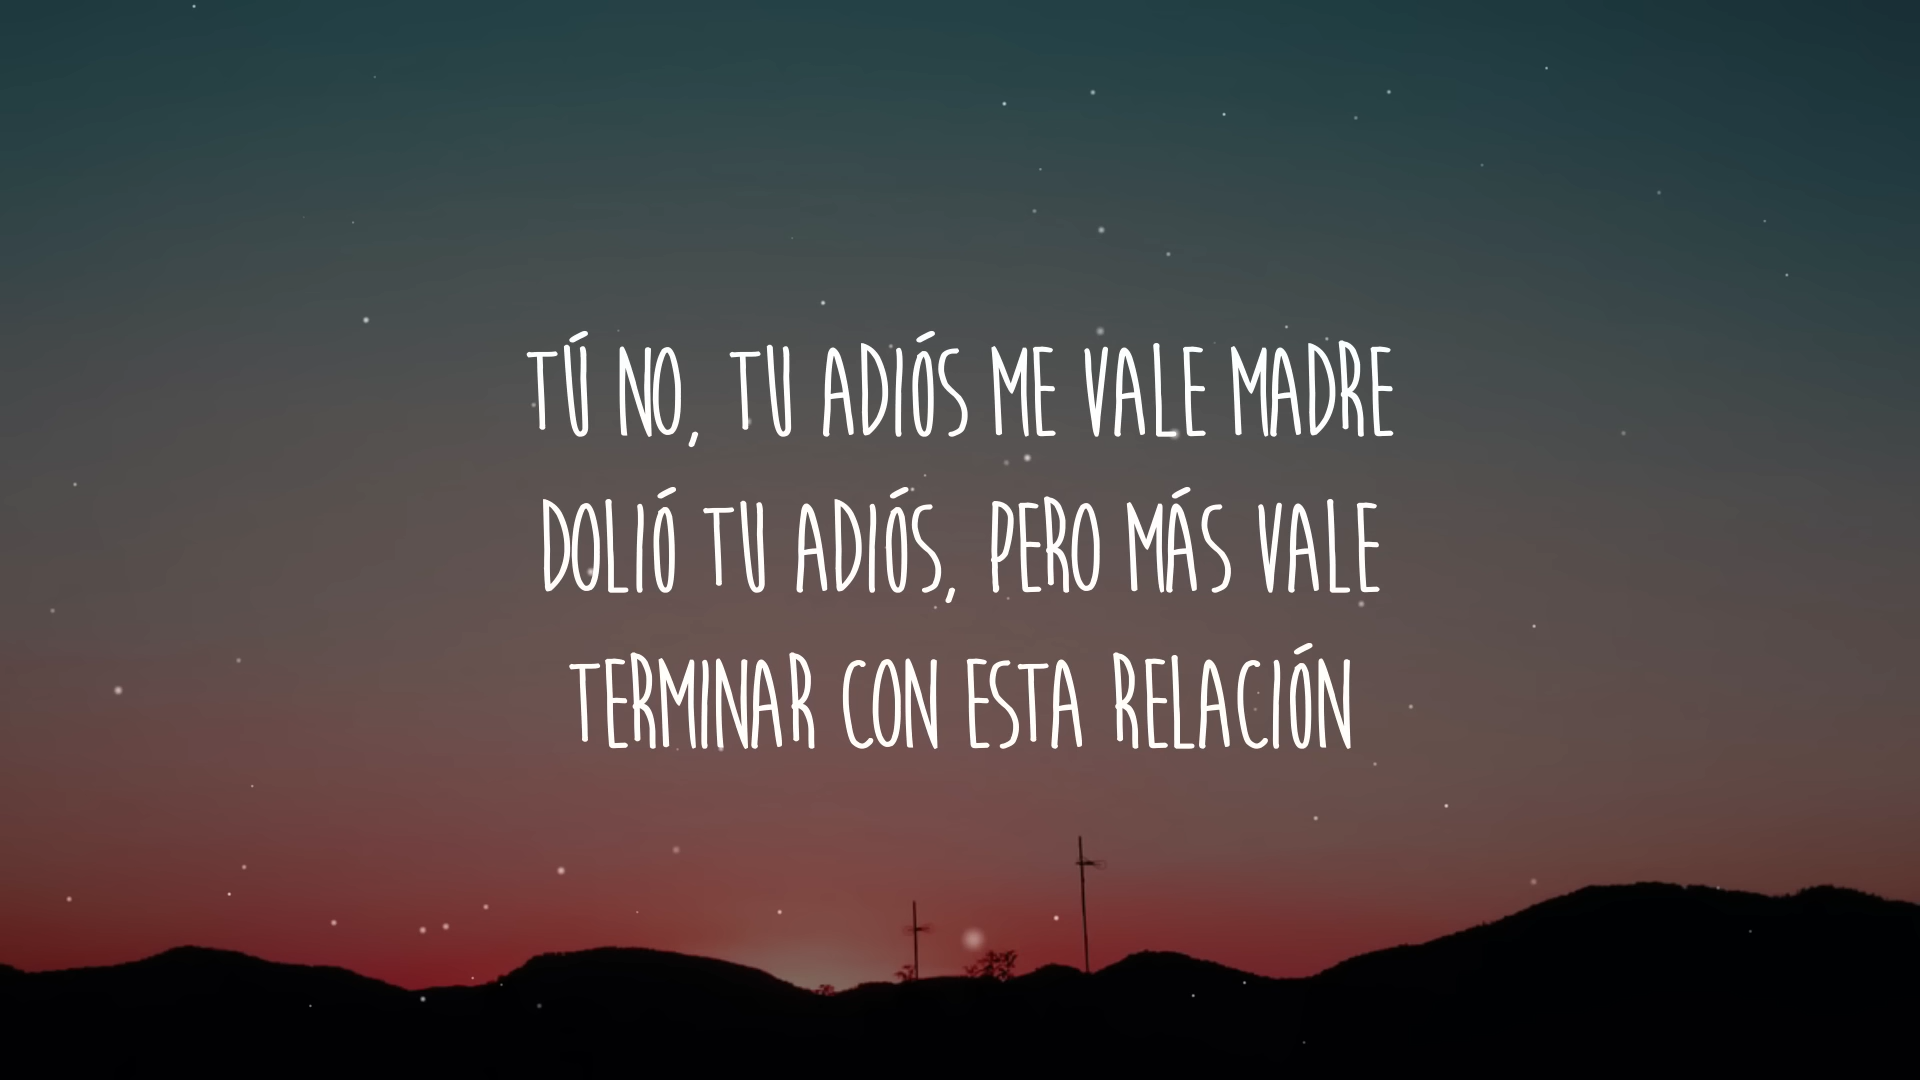 TÚ NO, TU ADIÓS ME VALE MADRE
DOLIÓ TU ADIÓS, PERO MÁS VALE
TERMINAR CON ESTA RELACIÓN